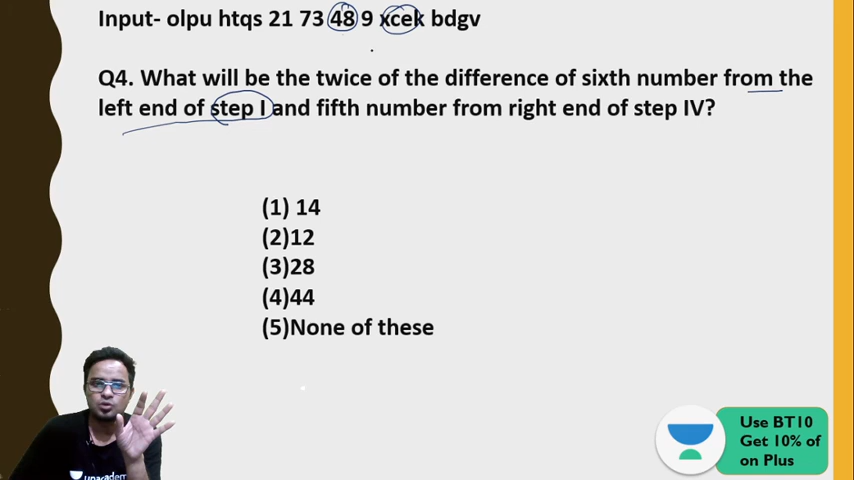 Input- olpu htqs 21 73 48 9 xcek bdgv
Q4. What will be the twice of the difference of sixth number from the
left end of step I and fifth number from right end of step IV?
(1) 14
(2)12
(3)28
(4)44
(5)None of these
Use BT10
Get 10% of
on Plus
unacadem